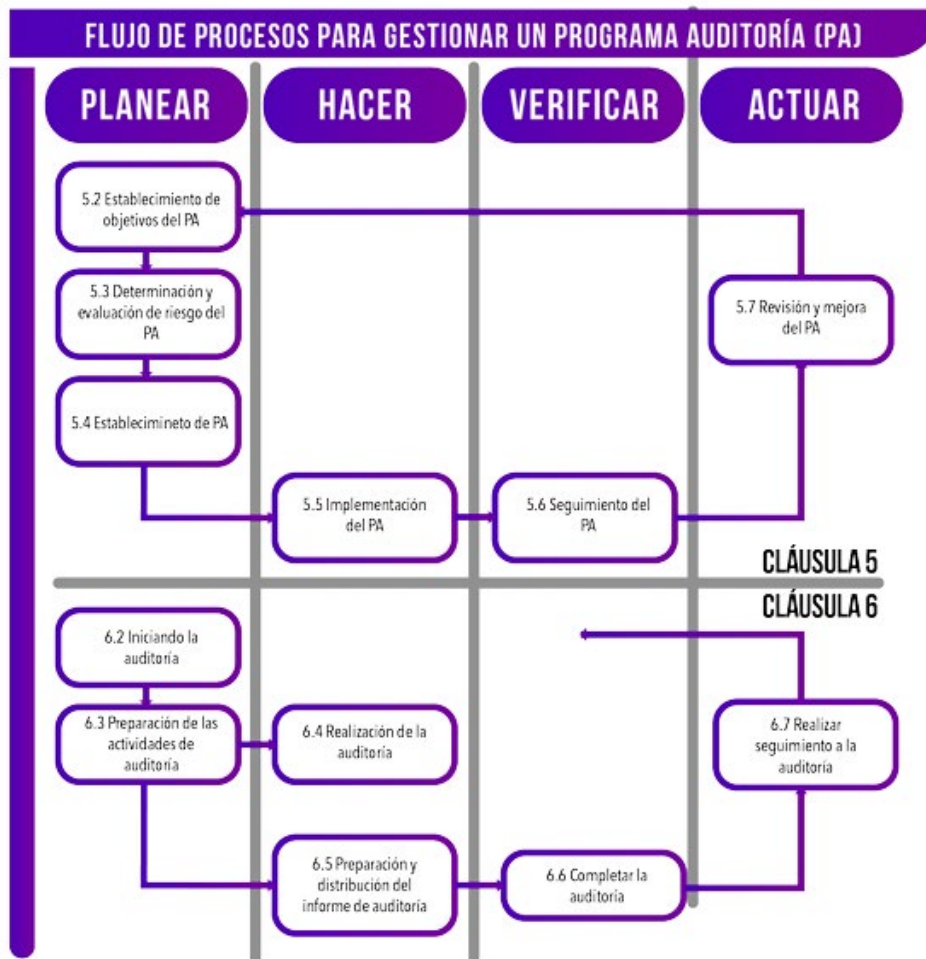 FLUJO DE PROCESOS PARA GESTIONAR UN PROGRAMA AUDITORÍA (PA)
PLANEAR
HACER
VERIFICAR
ACTUAR
5.2 Establecimiento de
objetivos del PA
5.3 Determinación y
evaluación de riesgo del
PA
5.7 Revisión y mejora
del PA
5.4 Establecimineto de PA
5.5 Implementación
del PA
5.6 Seguimiento del
PA
CLÁUSULA 5
CLÁUSULA 6
6.2 Iniciando la
auditoría
6.3 Preparación de las
actividades de
auditoría
6.4 Realización de la
auditoría
6.7 Realizar
seguimiento a la
auditoría
6.5 Preparación y
distribución del
informe de auditoría
6.6 Completar la
auditoría